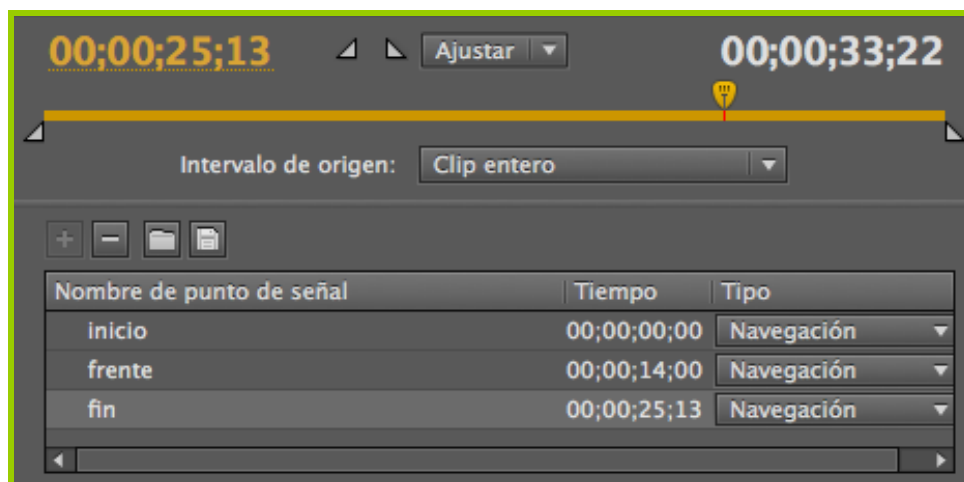 00;00;25;13 Ajustar 00;00;33;22
Intervalo de origen: Clip entero
Nombre de punto de señal Tiempo Tipo
inicio 00;00;00;00 Navegación
frente 00;00;14;00 Navegación
fin 00;00;25;13 Navegación